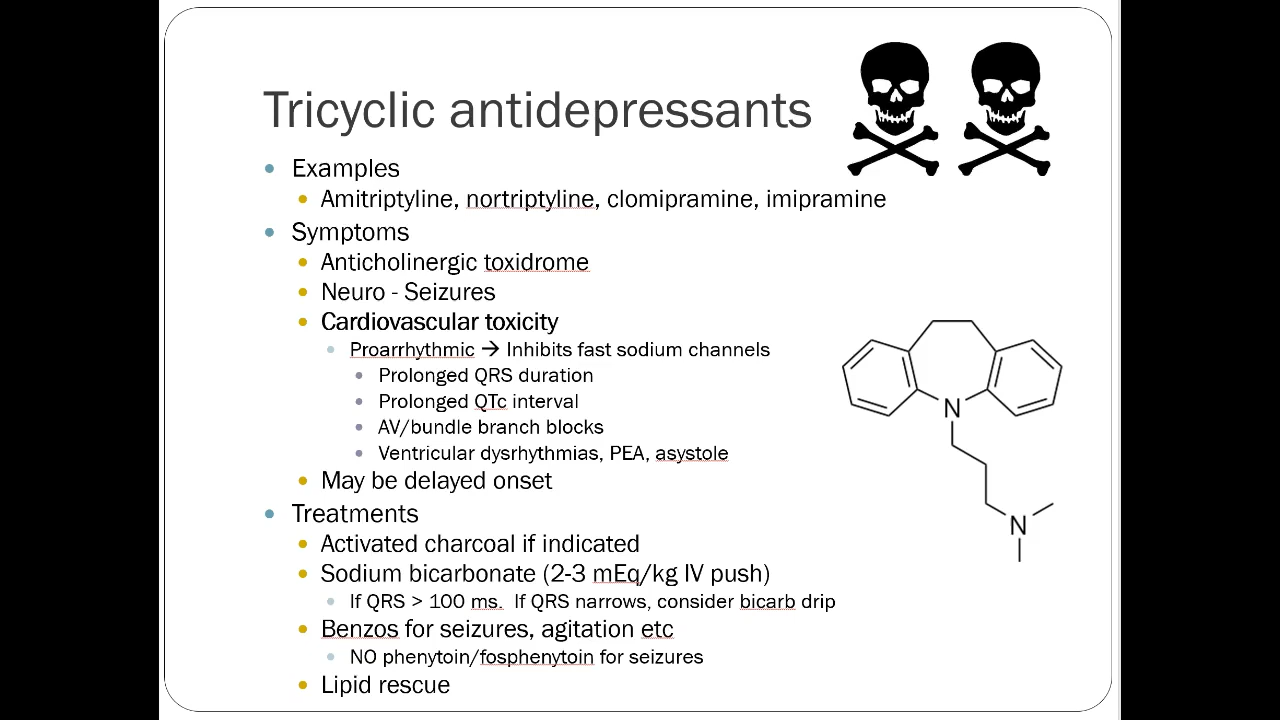 Tricyclic antidepressants
Examples
Amitriptyline, nortriptyline, clomipramine, imipramine
Symptoms
Anticholinergic toxidrome
Neuro - Seizures
Cardiovascular toxicity
Proarrhythmic → Inhibits fast sodium channels
Prolonged QRS duration
Prolonged QTc interval
AV/bundle branch blocks
Ventricular dysrhythmias, PEA, asystole
May be delayed onset
Treatments
Activated charcoal if indicated
Sodium bicarbonate (2-3 mEq/kg IV push)
If QRS > 100 ms.  If QRS narrows, consider bicarb drip
Benzos for seizures, agitation etc
NO phenytoin/fosphenytoin for seizures
Lipid rescue
N
N